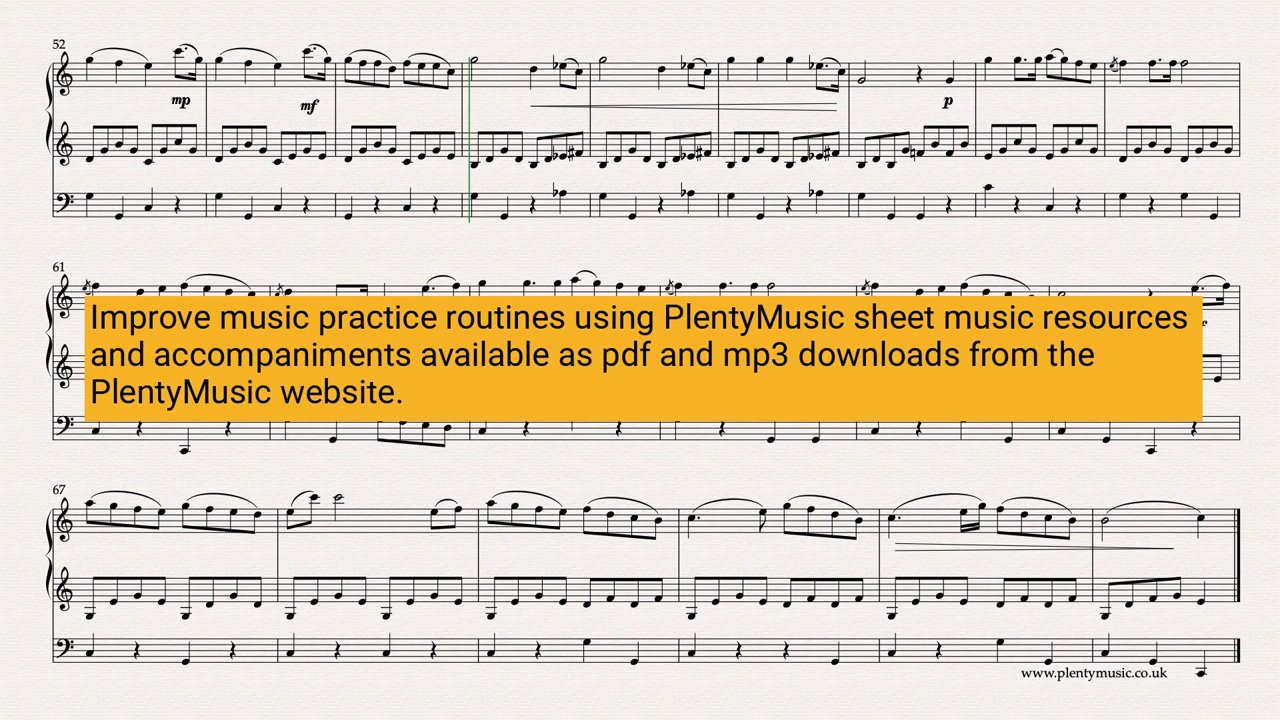 52
mp
mf
p
61
Improve music practice routines using PlentyMusic sheet music resources
and accompaniments available as pdf and mp3 downloads from the
PlentyMusic website.
67
www.plentymusic.co.uk